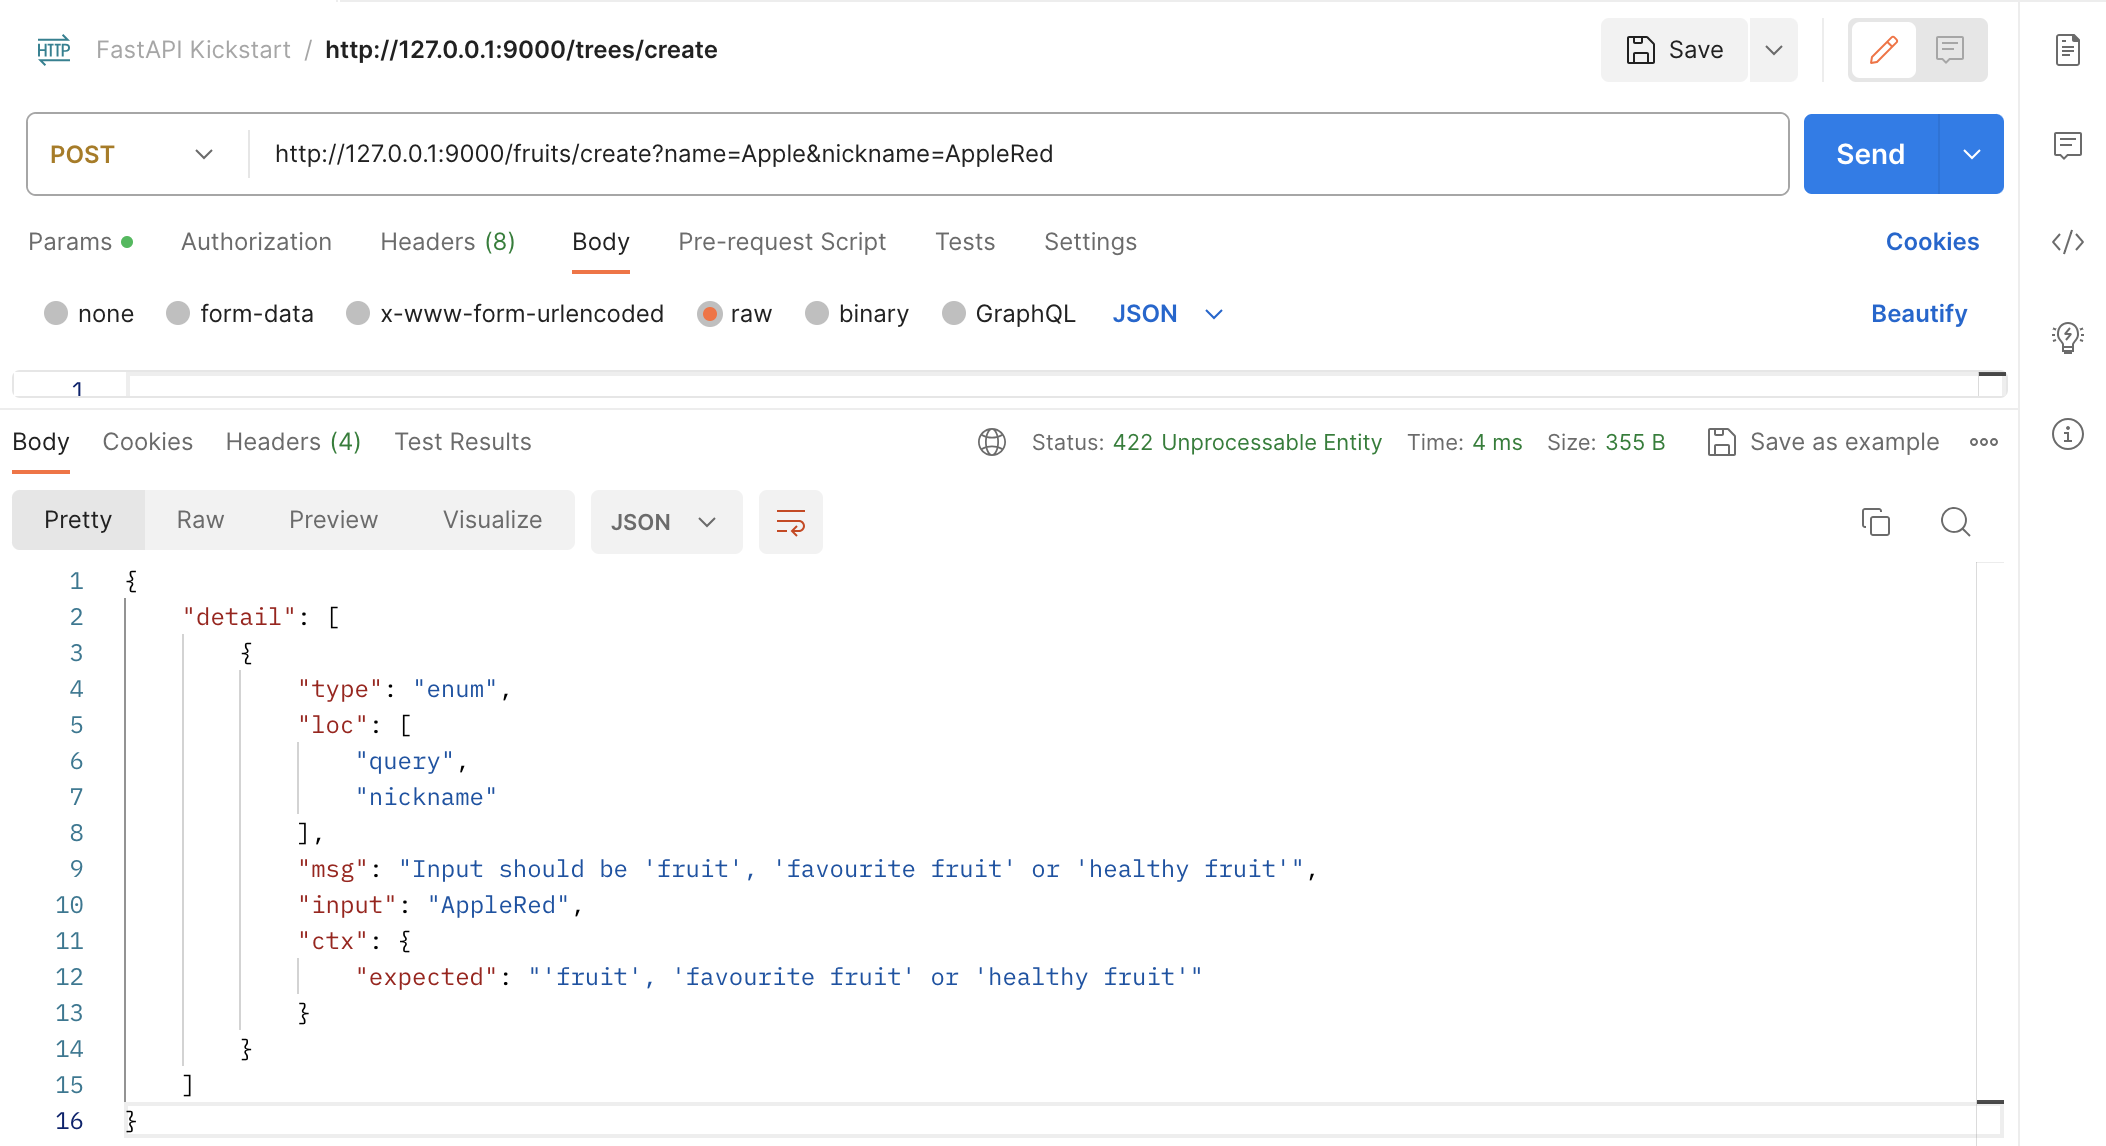 HTTP FastAPI Kickstart / http://127.0.0.1:9000/trees/create Save
POST http://127.0.0.1:9000/fruits/create?name=Apple&nickname=AppleRed Send
Params Authorization Headers (8) Body Pre-request Script Tests Settings Cookies
none form-data x-www-form-urlencoded raw binary GraphQL JSON Beautify
1
Body Cookies Headers (4) Test Results Status: 422 Unprocessable Entity Time: 4 ms Size: 355 B Save as example
Pretty Raw Preview Visualize JSON
1 {
2 "detail": [
3 {
4 "type": "enum",
5 "loc": [
6 "query",
7 "nickname"
8 ],
9 "msg": "Input should be 'fruit', 'favourite fruit' or 'healthy fruit'",
10 "input": "AppleRed",
11 "ctx": {
12 "expected": "'fruit', 'favourite fruit' or 'healthy fruit'"
13 }
14 }
15 ]
16 }